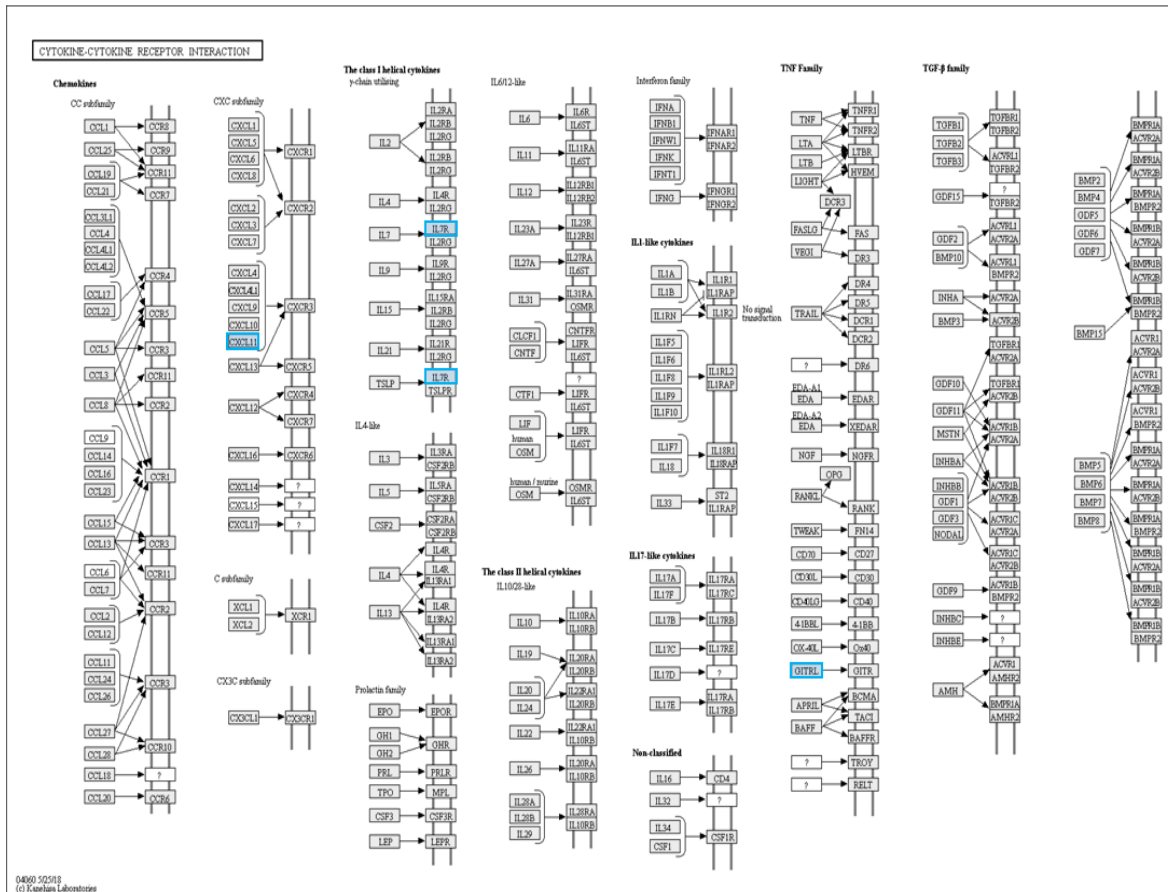 CYTOKINE-CYTOKINE RECEPTOR INTERACTION
Chemokines
CC subfamily
CCL1
CCL25
CCL19
CCL21
CCL3L1
CCL4
CCL4L1
CCL4L2
CCL17
CCL22
CCL5
CCL3
CCL8
CCL9
CCL14
CCL16
CCL23
CCL15
CCL13
CCL6
CCL7
CCL2
CCL12
CCL11
CCL24
CCL26
CCL27
CCL28
CCL18
CCL20
CCR8
CCR9
CCR11
CCR7
CCR4
CCR5
CCR3
CCR11
CCR2
CCR1
CCR3
CCR11
CCR2
CCR3
CCR10
?
CCR6
CXC subfamily
CXCL1
CXCL5
CXCL6
CXCL8
CXCL2
CXCL3
CXCL7
CXCL4
CXCL4L1
CXCL9
CXCL10
CXCL11
CXCL13
CXCL12
CXCL16
CXCL14
CXCL15
CXCL17
CXCR1
CXCR2
CXCR3
CXCR5
CXCR4
CXCR7
CXCR6
?
?
?
C subfamily
XCL1
XCL2
XCR1
CX3C subfamily
CX3CL1
CX3CR1
The class I helical cytokines
γ-chain utilising
IL2
IL4
IL7
IL9
IL15
IL21
TSLP
IL2RA
IL2RB
IL2RG
IL2RB
IL2RG
IL4R
IL2RG
IL7R
IL2RG
IL9R
IL2RG
IL15RA
IL2RB
IL2RG
IL21R
IL2RG
IL7R
TSLPR
IL4-like
IL3
IL5
CSF2
IL4
IL13
IL3RA
CSF2RB
IL5RA
CSF2RB
CSF2RA
CSF2RB
IL4R
IL4R
IL13RA1
IL4R
IL13RA2
IL13RA1
IL13RA2
Prolactin family
EPO
GH1
GH2
PRL
TPO
CSF3
LEP
EPOR
GHR
PRLR
MPL
CSF3R
LEPR
IL6/12-like
IL6
IL11
IL12
IL23A
IL27A
IL31
CLCF1
CNTF
CTF1
LIF
human
OSM
human / murine
OSM
IL6R
IL6ST
IL11RA
IL6ST
IL12RB1
IL12RB2
IL23R
IL12RB1
IL27RA
IL6ST
IL31RA
OSMR
CNTFR
LIFR
IL6ST
?
LIFR
IL6ST
LIFR
IL6ST
OSMR
IL6ST
The class II helical cytokines
IL10/28-like
IL10
IL19
IL20
IL24
IL22
IL26
IL28A
IL28B
IL29
IL10RA
IL10RB
IL20RA
IL20RB
IL22RA1
IL20RB
IL22RA1
IL10RB
IL20RA
IL10RB
IL28RA
IL10RB
Interferon family
IFNA
IFNB1
IFNW1
IFNK
IFNT1
IFNG
IFNAR1
IFNAR2
IFNGR1
IFNGR2
IL1-like cytokines
IL1A
IL1B
IL1RN
IL1F5
IL1F6
IL1F8
IL1F9
IL1F10
IL1F7
IL18
IL33
IL1R1
IL1RAP
IL1R2
No signal
transduction
IL1RL2
IL1RAP
IL18R1
IL18RAP
ST2
IL1RAP
IL17-like cytokines
IL17A
IL17F
IL17B
IL17C
IL17D
IL17E
IL17RA
IL17RC
IL17RB
IL17RE
?
IL17RA
IL17RB
Non-classified
IL16
IL32
IL34
CSF1
CD4
?
CSF1R
TNF Family
TNF
LTA
LTB
LIGHT
FASLG
VEGI
TRAIL
?
EDA-A1
EDA
EDA-A2
EDA
NGF
RANKL
TWEAK
CD70
CD30L
CD40LG
4-1BBL
OX-40L
GITRL
APRIL
BAFF
?
?
TNFR1
TNFR2
LTBR
HVEM
DCR3
FAS
DR3
DR4
DR5
DCR1
DCR2
DR6
EDAR
XEDAR
NGFR
OPG
RANK
FN14
CD27
CD30
CD40
4-1BB
Ox40
GITR
BCMA
TACI
BAFFR
TROY
RELT
TGF-β family
TGFB1
TGFB2
TGFB3
GDF15
GDF2
BMP10
INHA
BMP3
GDF10
GDF11
MSTN
INHBA
INHBB
GDF1
GDF3
NODAL
GDF9
INHBC
INHBE
AMH
TGFBR1
TGFBR2
ACVRL1
TGFBR2
?
TGFBR2
ACVRL1
ACVR2A
ACVRL1
BMPR2
ACVR2A
ACVR2B
TGFBR1
ACVR2A
TGFBR1
ACVR2B
ACVR1B
ACVR2A
ACVR1B
ACVR2B
ACVR1C
ACVR2A
ACVR1C
ACVR2B
ACVR1B
BMPR2
?
?
ACVR1
AMHR2
BMPR1A
AMHR2
BMP2
BMP4
GDF5
GDF6
GDF7
BMP15
BMP5
BMP6
BMP7
BMP8
BMPR1A
ACVR2A
BMPR1A
ACVR2B
BMPR1A
BMPR2
BMPR1B
ACVR2A
BMPR1B
ACVR2B
BMPR1B
BMPR2
ACVR1
ACVR2A
ACVR1
ACVR2B
ACVR1
BMPR2
BMPR1A
ACVR2A
BMPR1A
ACVR2B
BMPR1A
BMPR2
BMPR1B
ACVR2A
BMPR1B
ACVR2B
BMPR1B
BMPR2
04060 5/25/18
(c) Kanehisa Laboratories